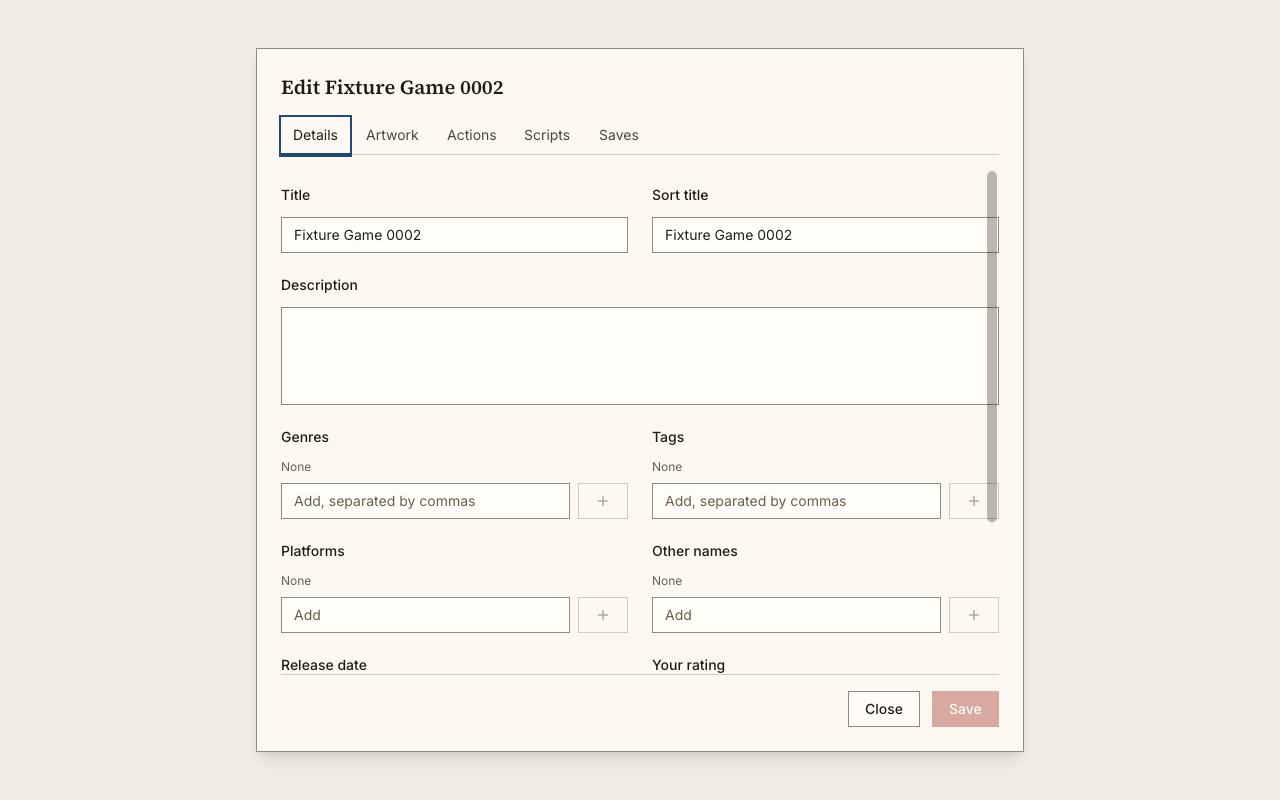 Edit Fixture Game 0002
Details Artwork Actions Scripts Saves
Title Sort title
Fixture Game 0002 Fixture Game 0002
Description
Genres Tags
None None
Add, separated by commas + Add, separated by commas +
Platforms Other names
None None
Add + Add +
Release date Your rating
Close Save